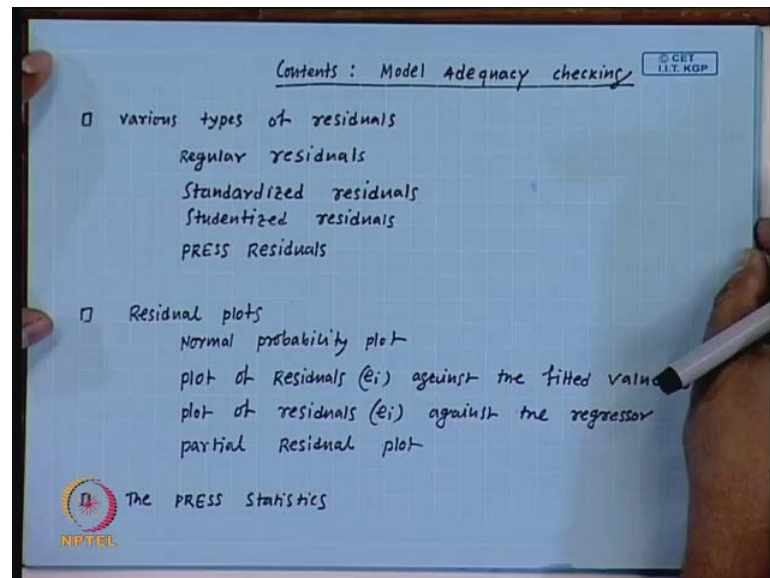 Contents : Model Adequacy checking
© CET
I.I.T. KGP
various types of residuals
Regular residuals
Standardized residuals
Studentized residuals
PRESS Residuals
Residual plots
Normal probability plot
plot of Residuals (ei) against the fitted value
plot of residuals (ei) against the regressor
partial Residual plot
The PRESS Statistics
NPTEL